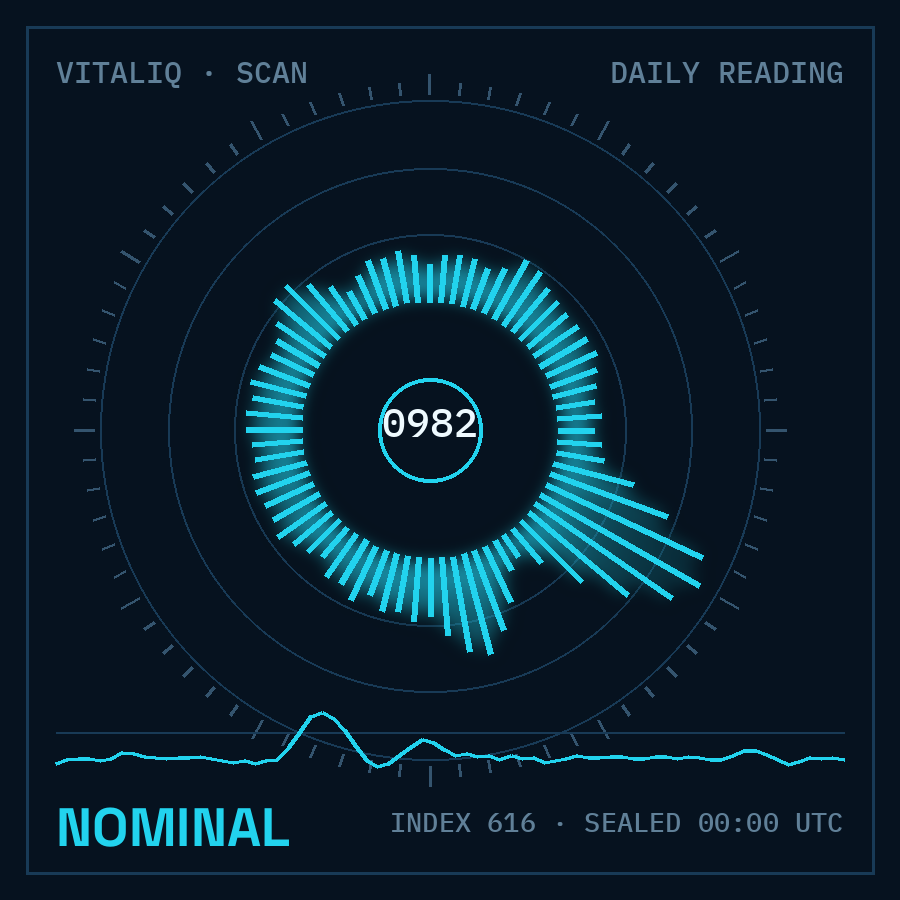 VITALIQ · SCAN
DAILY READING
0982
NOMINAL
INDEX 616 · SEALED 00:00 UTC